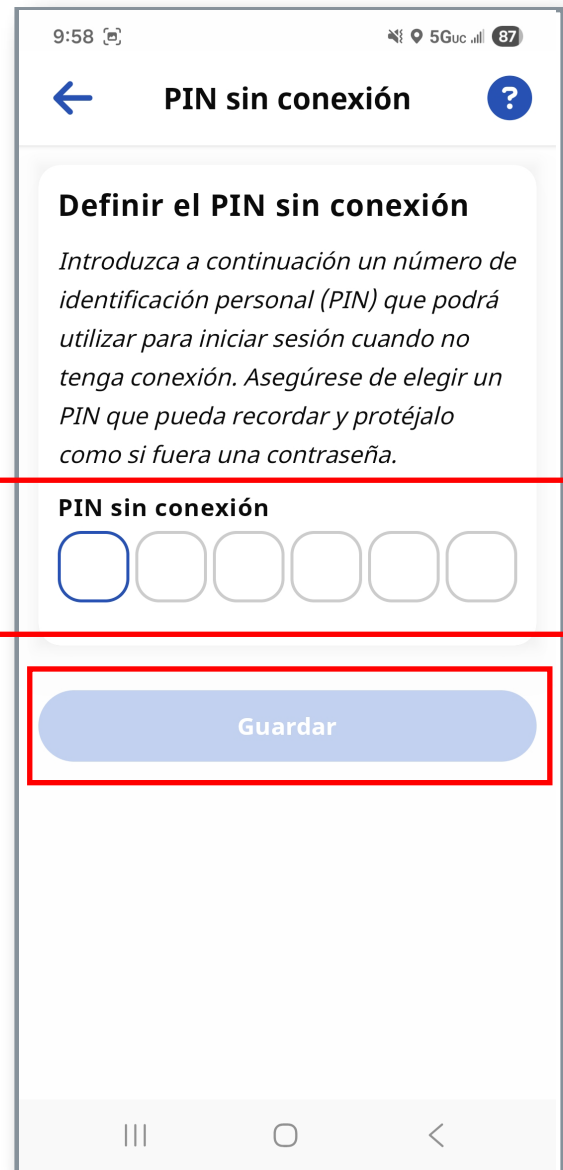 9:58
5Guc 87
PIN sin conexión
?
Definir el PIN sin conexión
Introduzca a continuación un número de
identificación personal (PIN) que podrá
utilizar para iniciar sesión cuando no
tenga conexión. Asegúrese de elegir un
PIN que pueda recordar y protéjalo
como si fuera una contraseña.
PIN sin conexión
Guardar